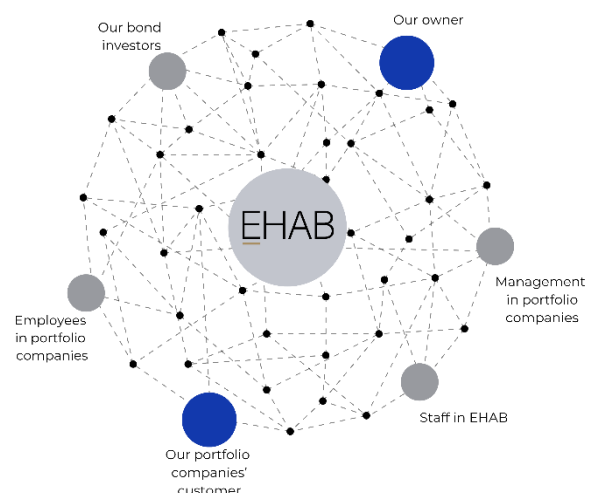 Our owner
Our bond
investors
EHAB
Management
in portfolio
companies
Employees
in portfolio
companies
Staff in EHAB
Our portfolio
companies’
customer